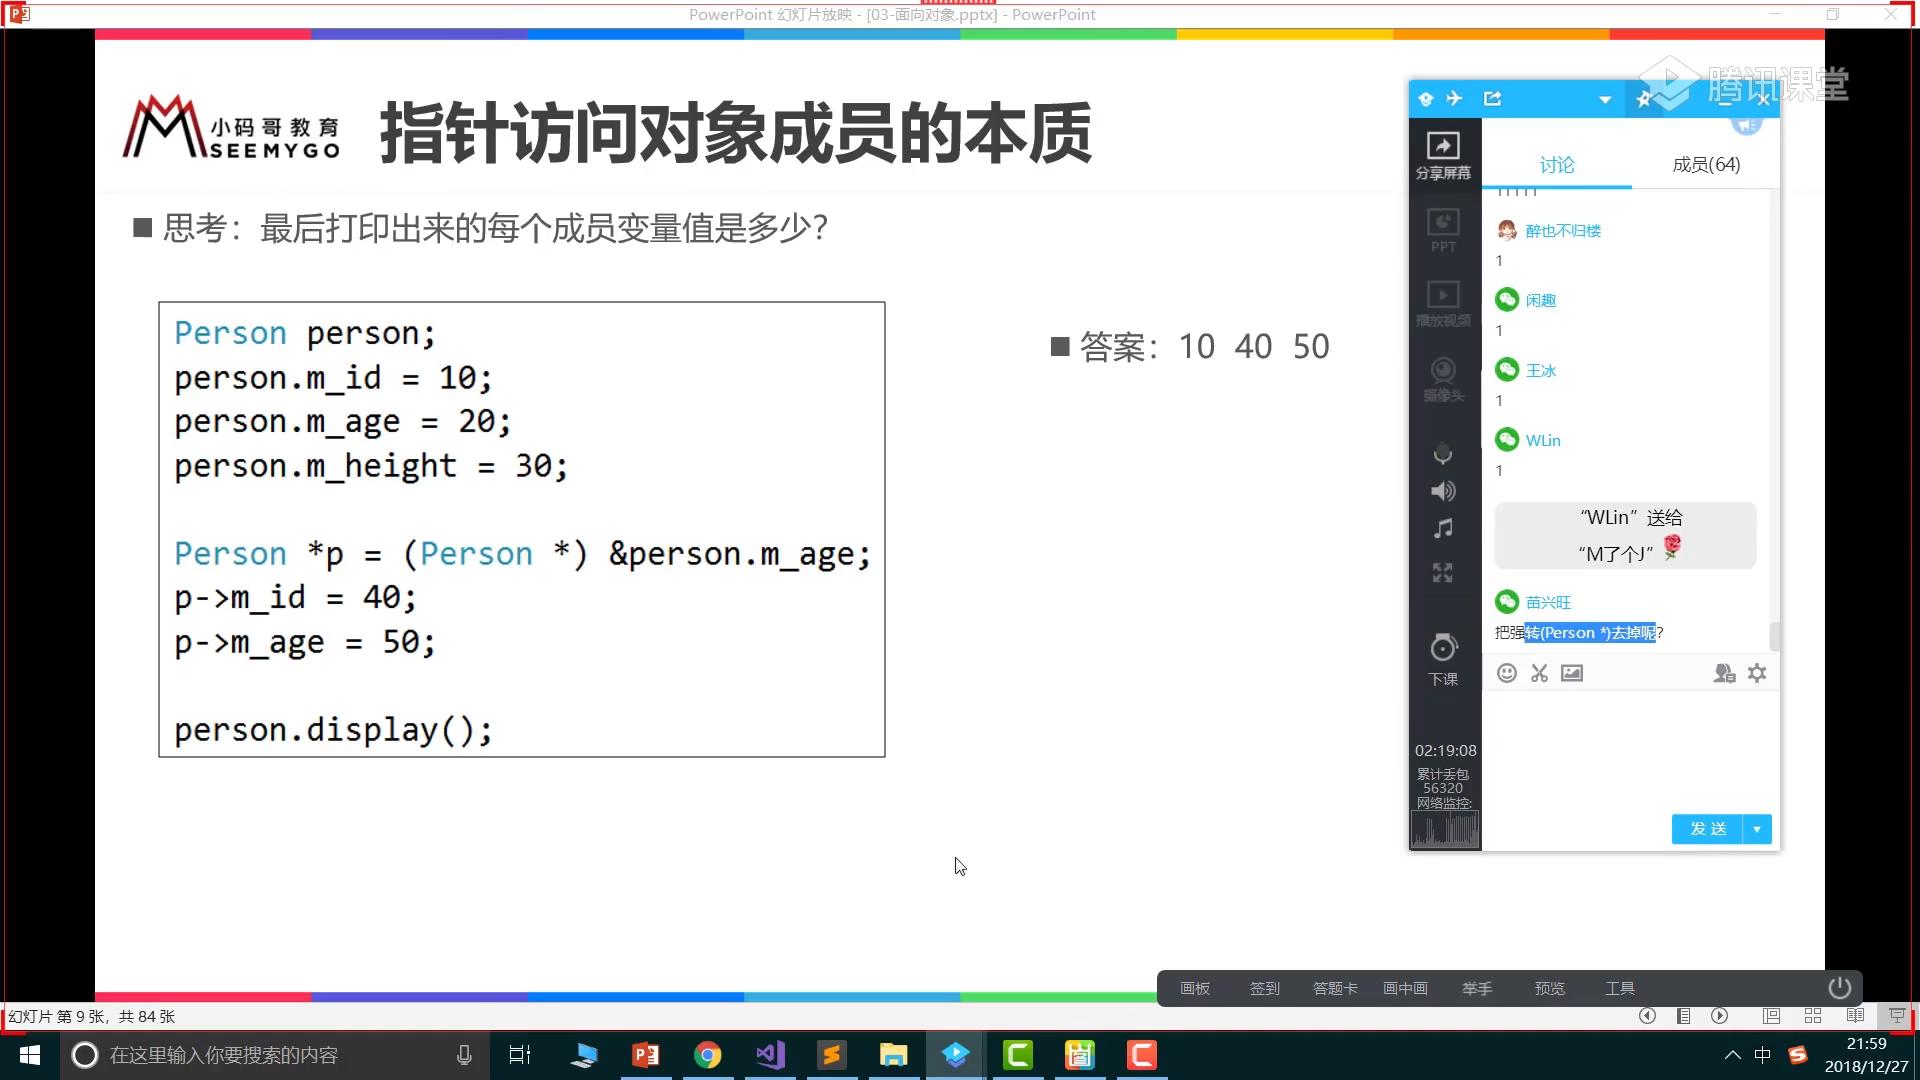 PowerPoint 幻灯片放映 - [03-面向对象.pptx] - PowerPoint
小码哥教育
SEEMYGO
指针访问对象成员的本质
思考：最后打印出来的每个成员变量值是多少？
Person person;
person.m_id = 10;
person.m_age = 20;
person.m_height = 30;
Person *p = (Person *) &person.m_age;
p->m_id = 40;
p->m_age = 50;
person.display();
答案：10 40 50
腾讯课堂
分享屏幕
PPT
播放视频
摄像头
下课
02:19:08
累计丢包
56320
网络监控:
讨论
成员(64)
醉也不归楼
1
闲趣
1
王冰
1
WLin
1
“WLin”送给
“M了个J”
苗兴旺
把强转(Person *)去掉呢?
发送
画板 签到 答题卡 画中画 举手 预览 工具
幻灯片 第 9 张，共 84 张
在这里输入你要搜索的内容
中
21:59
2018/12/27